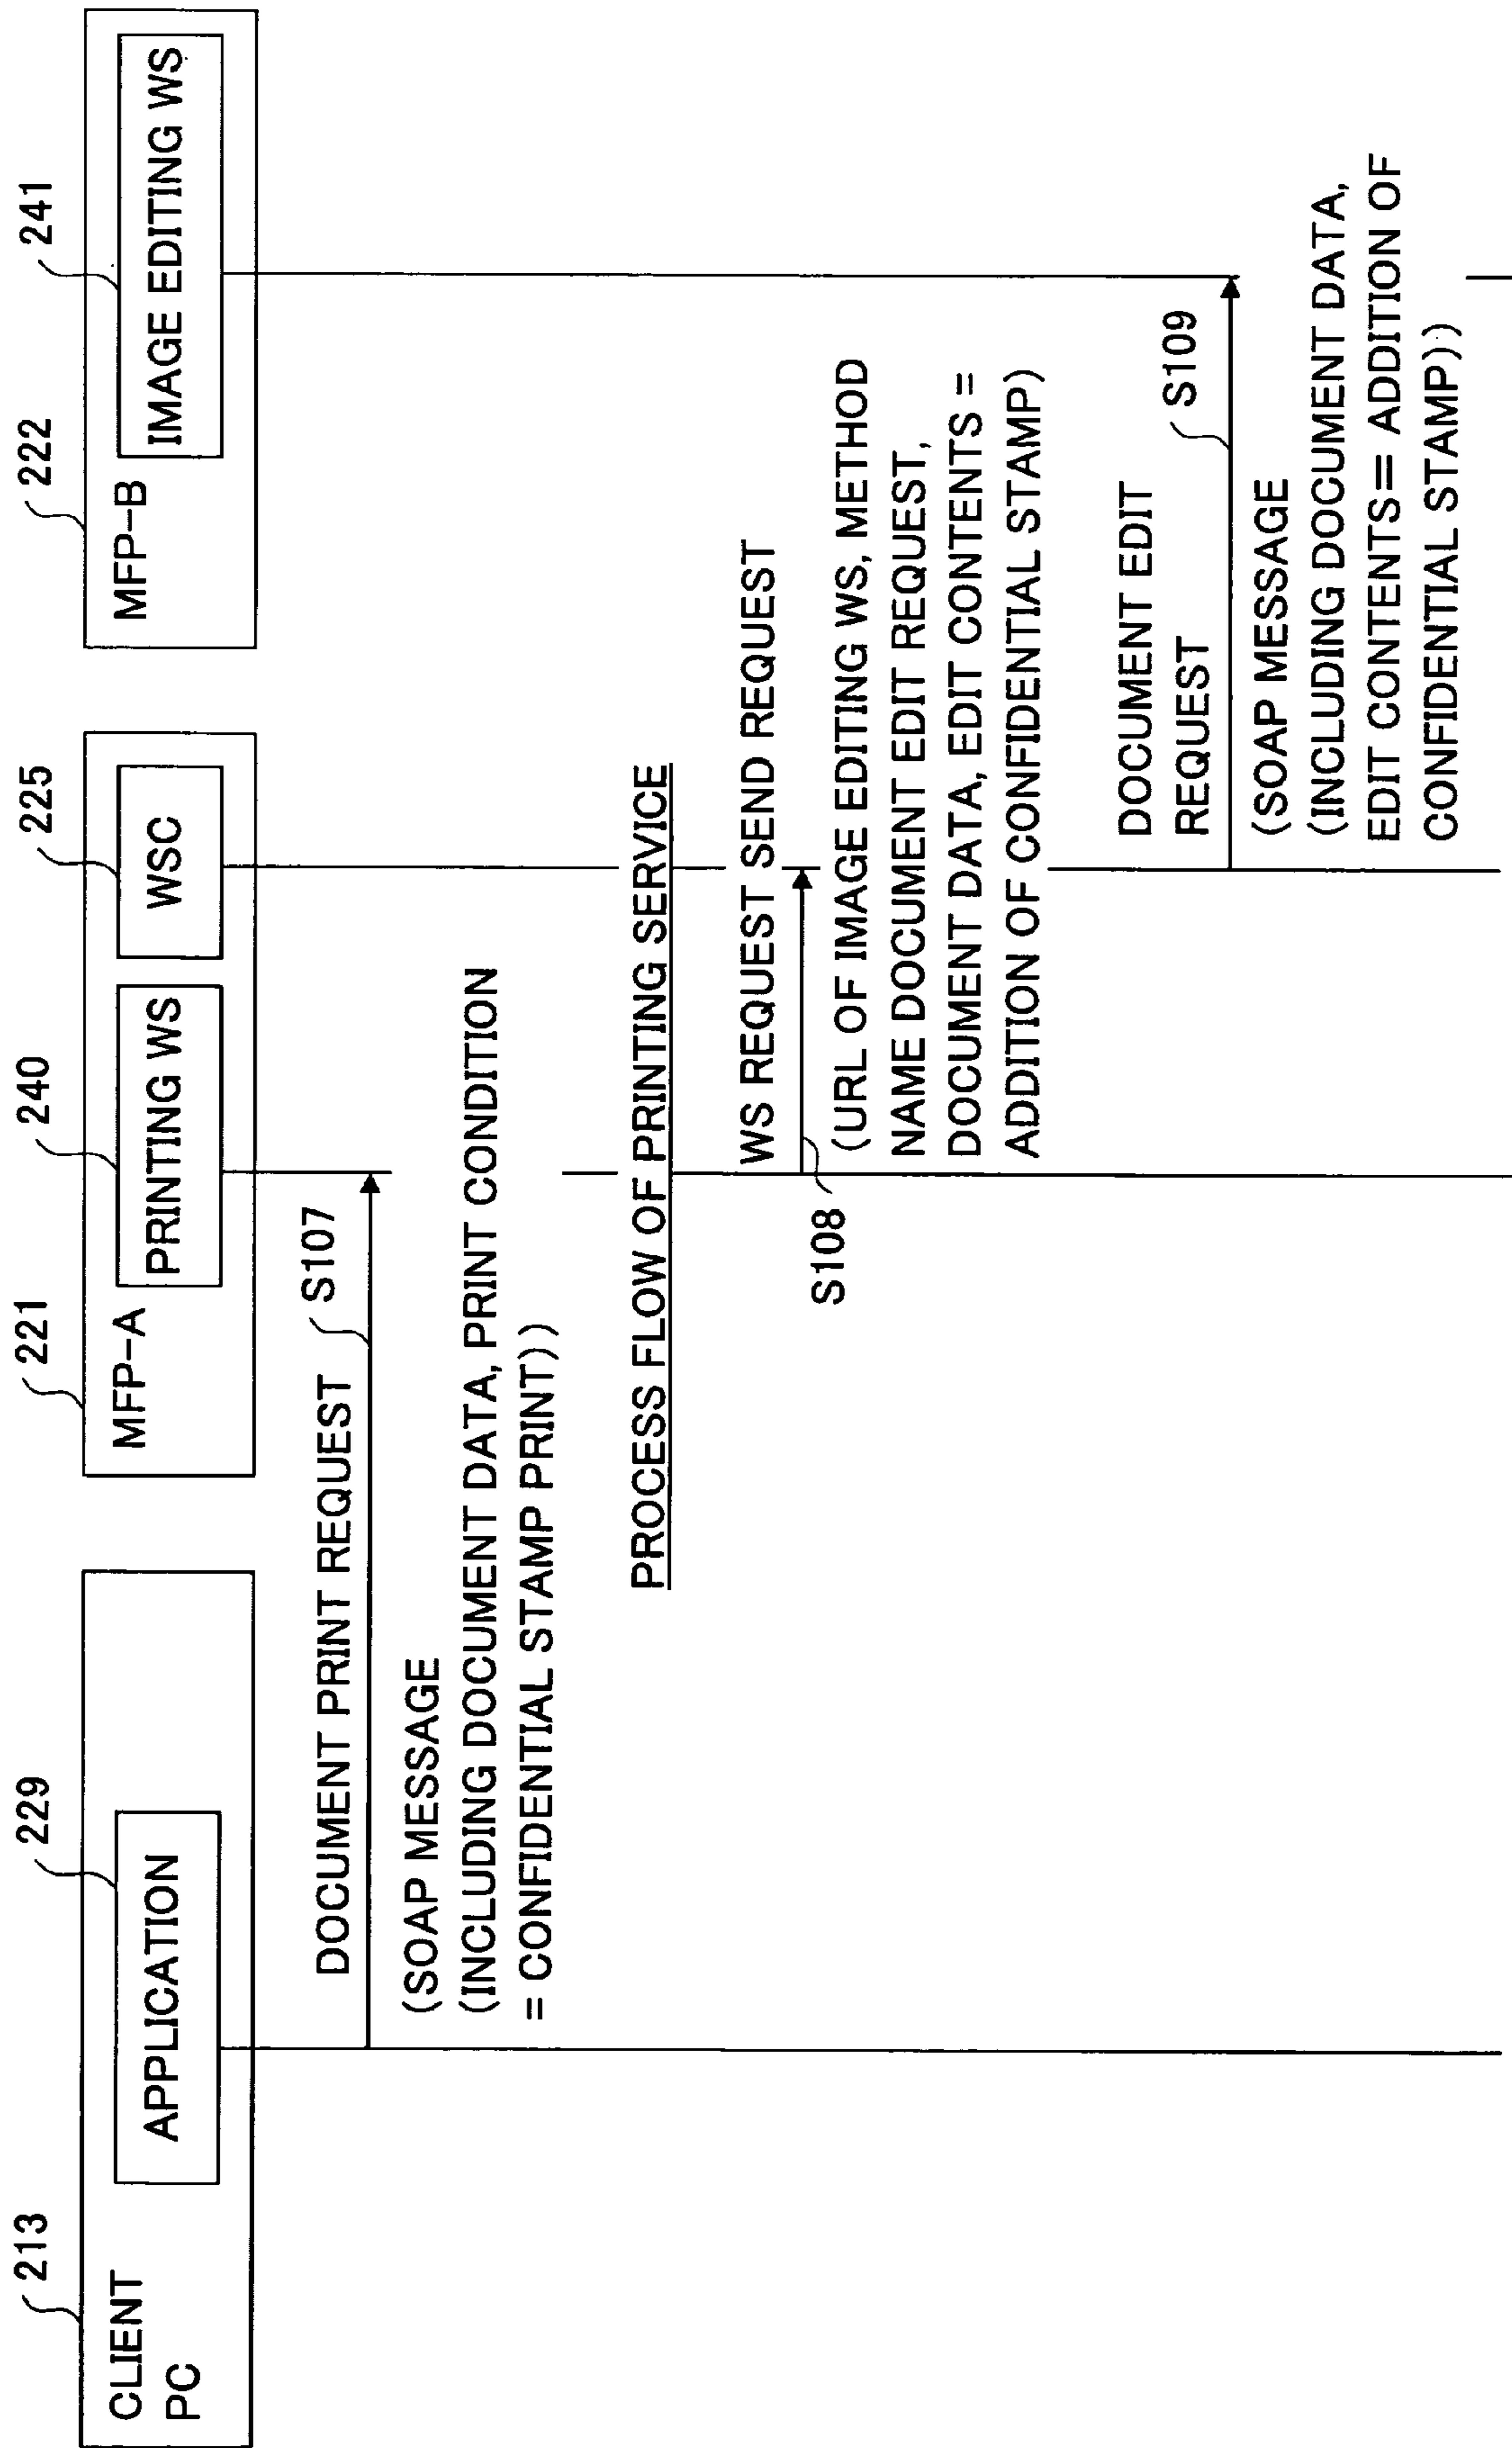 213
CLIENT
PC
229
APPLICATION
221
MFP-A
240
PRINTING WS
225
WSC
222
MFP-B
241
IMAGE EDITING WS
DOCUMENT PRINT REQUEST
S107
(SOAP MESSAGE
(INCLUDING DOCUMENT DATA, PRINT CONDITION
= CONFIDENTIAL STAMP PRINT))
PROCESS FLOW OF PRINTING SERVICE
WS REQUEST SEND REQUEST
S108
(URL OF IMAGE EDITING WS, METHOD
NAME DOCUMENT EDIT REQUEST,
DOCUMENT DATA, EDIT CONTENTS =
ADDITION OF CONFIDENTIAL STAMP)
DOCUMENT EDIT
REQUEST
S109
(SOAP MESSAGE
(INCLUDING DOCUMENT DATA,
EDIT CONTENTS= ADDITION OF
CONFIDENTIAL STAMP))